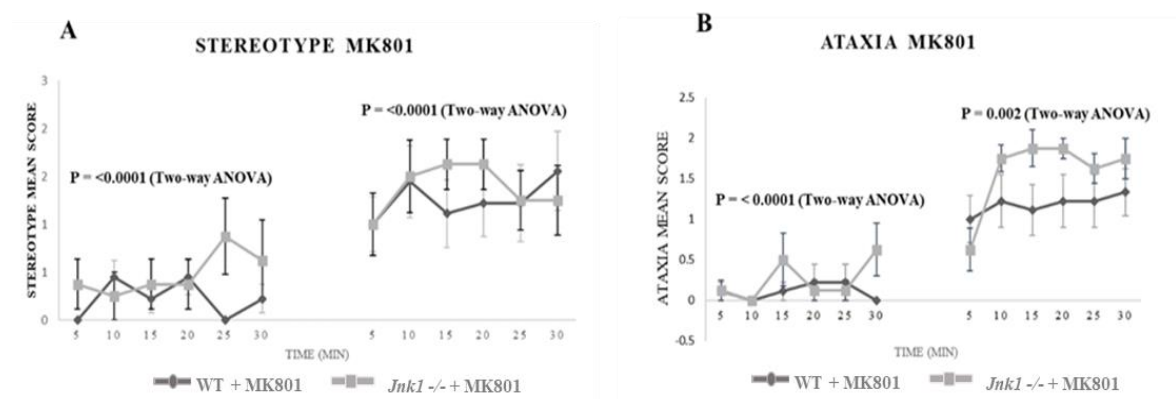 A
STEREOTYPE MK801
STEREOTYPE MEAN SCORE
3
2
2
1
1
0
P = <0.0001 (Two-way ANOVA)
P = <0.0001 (Two-way ANOVA)
5 10 15 20 25 30 5 10 15 20 25 30
TIME (MIN)
WT + MK801 Jnk1 -/- + MK801
B
ATAXIA MK801
ATAXIA MEAN SCORE
2.5
2
1.5
1
0.5
0
-0.5
P = < 0.0001 (Two-way ANOVA)
P = 0.002 (Two-way ANOVA)
5 10 15 20 25 30 5 10 15 20 25 30
TIME (MIN)
WT + MK801 Jnk1 -/- + MK801